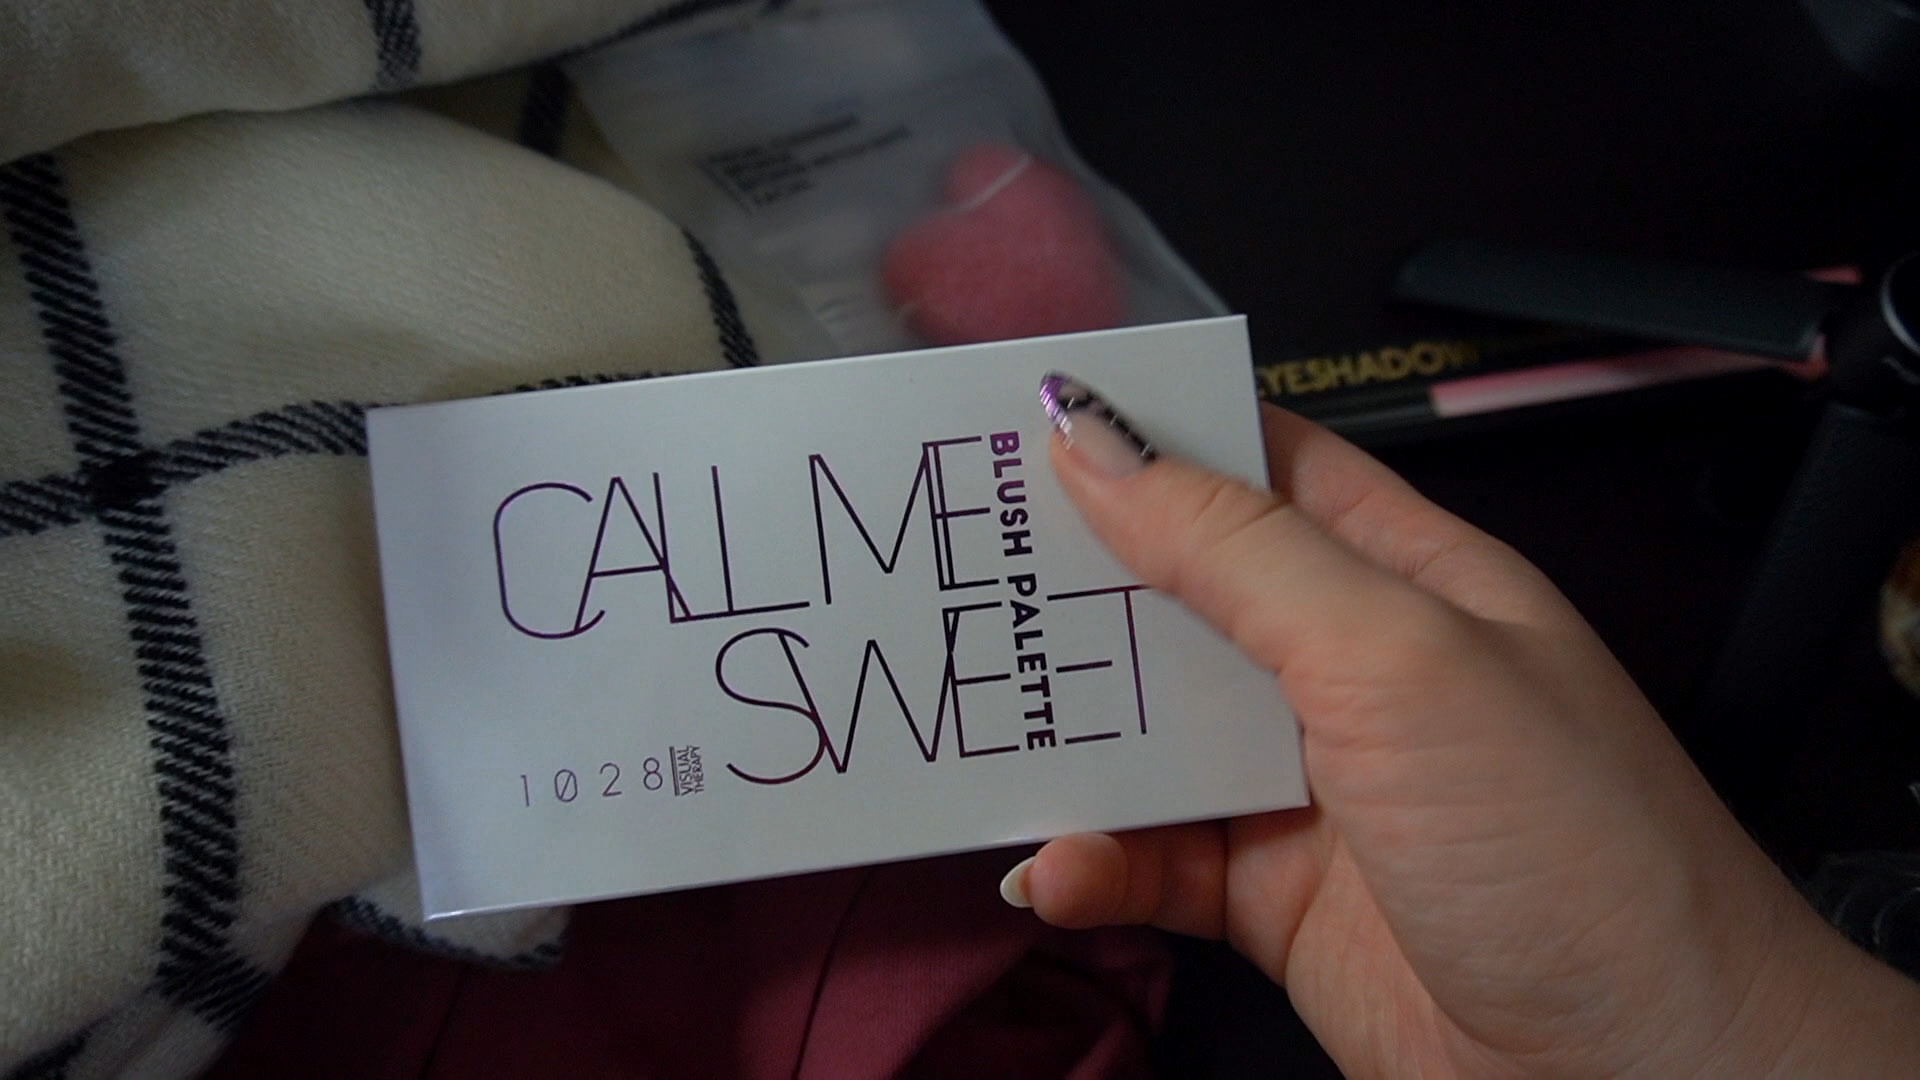 CALL ME
SWEET
BLUSH PALETTE
1028
VISUAL
THERAPY
EYESHADOW